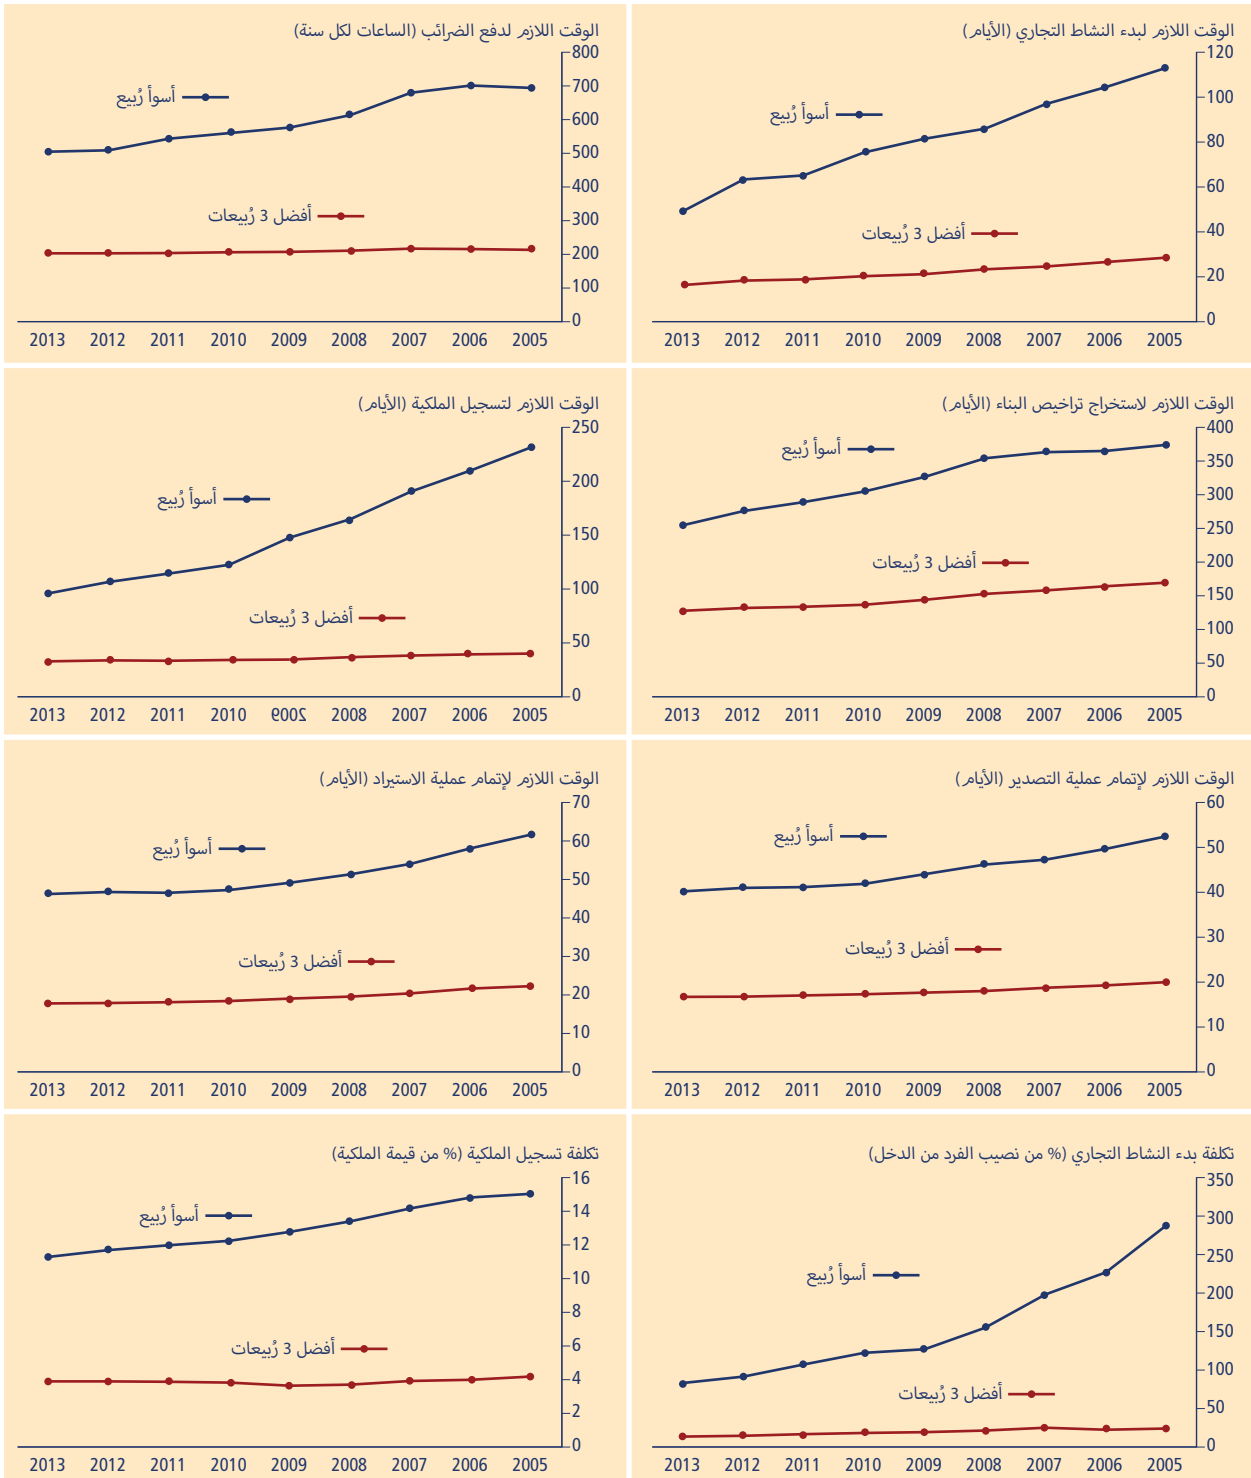 الوقت اللازم لبدء النشاط التجاري (الأيام)
120
100
80
60
40
20
0
أسوأ رُبيع
أفضل 3 رُبيعات
2005 2006 2007 2008 2009 2010 2011 2012 2013
الوقت اللازم لدفع الضرائب (الساعات لكل سنة)
800
700
600
500
400
300
200
100
0
أسوأ رُبيع
أفضل 3 رُبيعات
2005 2006 2007 2008 2009 2010 2011 2012 2013
الوقت اللازم لاستخراج تراخيص البناء (الأيام)
400
350
300
250
200
150
100
50
0
أسوأ رُبيع
أفضل 3 رُبيعات
2005 2006 2007 2008 2009 2010 2011 2012 2013
الوقت اللازم لتسجيل الملكية (الأيام)
250
200
150
100
50
0
أسوأ رُبيع
أفضل 3 رُبيعات
2005 2006 2007 2008 2009 2010 2011 2012 2013
الوقت اللازم لإتمام عملية التصدير (الأيام)
60
50
40
30
20
10
0
أسوأ رُبيع
أفضل 3 رُبيعات
2005 2006 2007 2008 2009 2010 2011 2012 2013
الوقت اللازم لإتمام عملية الاستيراد (الأيام)
70
60
50
40
30
20
10
0
أسوأ رُبيع
أفضل 3 رُبيعات
2005 2006 2007 2008 2009 2010 2011 2012 2013
تكلفة بدء النشاط التجاري (% من نصيب الفرد من الدخل)
350
300
250
200
150
100
50
0
أسوأ رُبيع
أفضل 3 رُبيعات
2005 2006 2007 2008 2009 2010 2011 2012 2013
تكلفة تسجيل الملكية (% من قيمة الملكية)
16
14
12
10
8
6
4
2
0
أسوأ رُبيع
أفضل 3 رُبيعات
2005 2006 2007 2008 2009 2010 2011 2012 2013